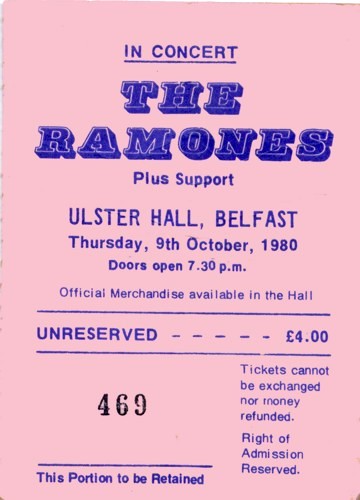 IN CONCERT
THE
RAMONES
Plus Support
ULSTER HALL, BELFAST
Thursday, 9th October, 1980
Doors open 7.30 p.m.
Official Merchandise available in the Hall
UNRESERVED – – – – – £4.00
Tickets cannot
be exchanged
nor money
refunded.
469
Right of
Admission
Reserved.
This Portion to be Retained